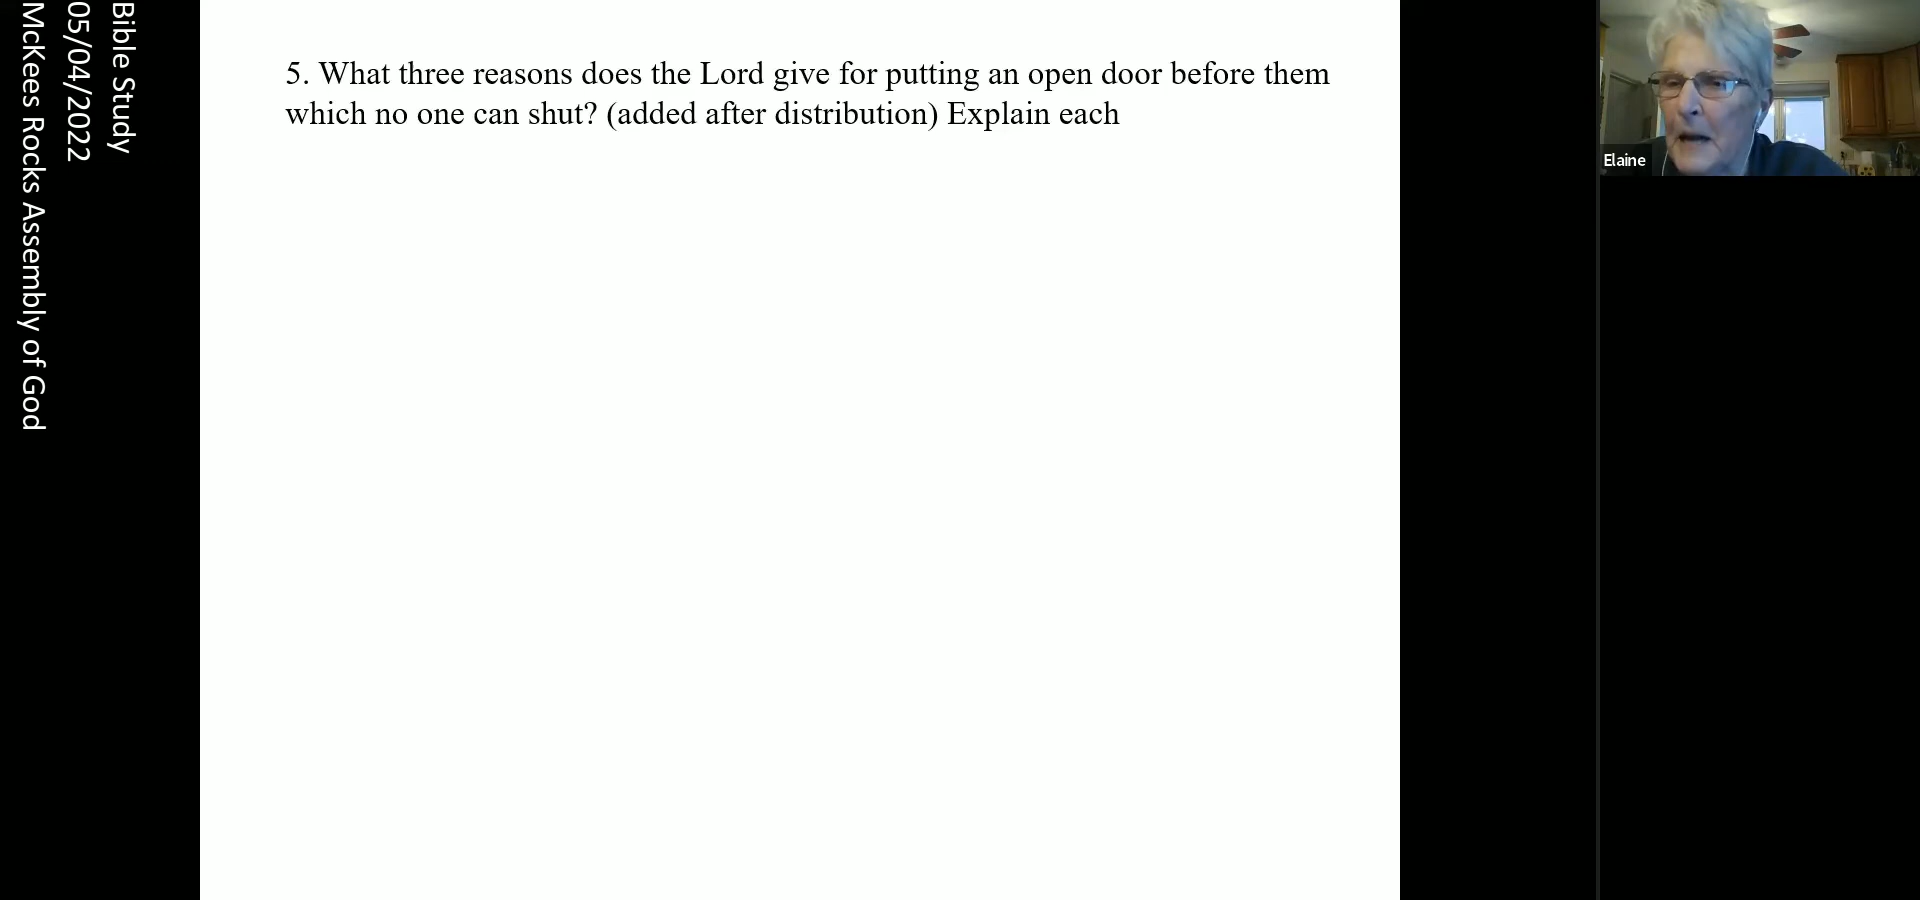 Bible Study
05/04/2022
McKees Rocks Assembly of God
5. What three reasons does the Lord give for putting an open door before them
which no one can shut? (added after distribution) Explain each
Elaine